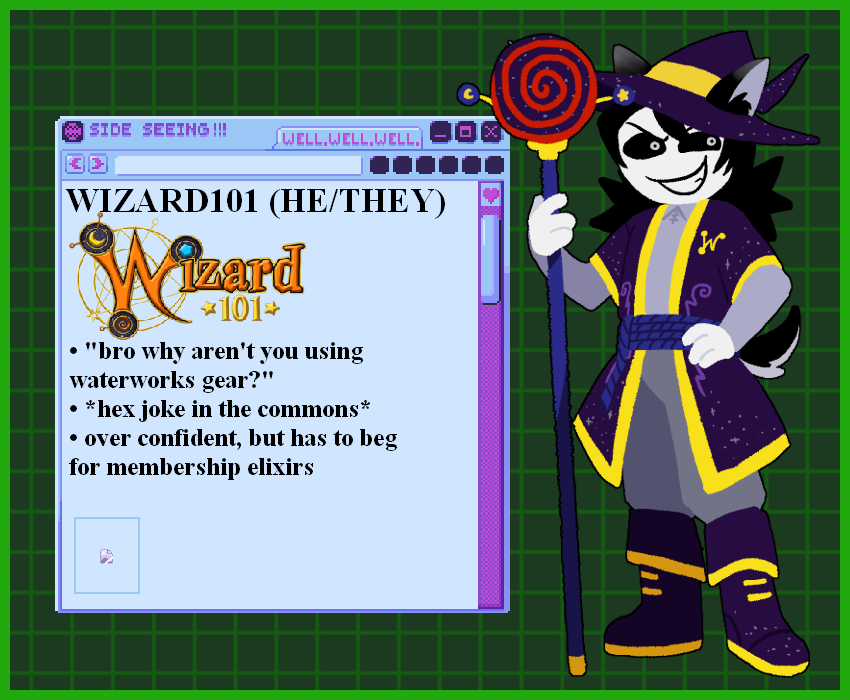 SIDE SEEING!!!
WELL.WELL.WELL.
WIZARD101 (HE/THEY)
Wizard
101
• "bro why aren't you using
waterworks gear?"
• *hex joke in the commons*
• over confident, but has to beg
for membership elixirs
W